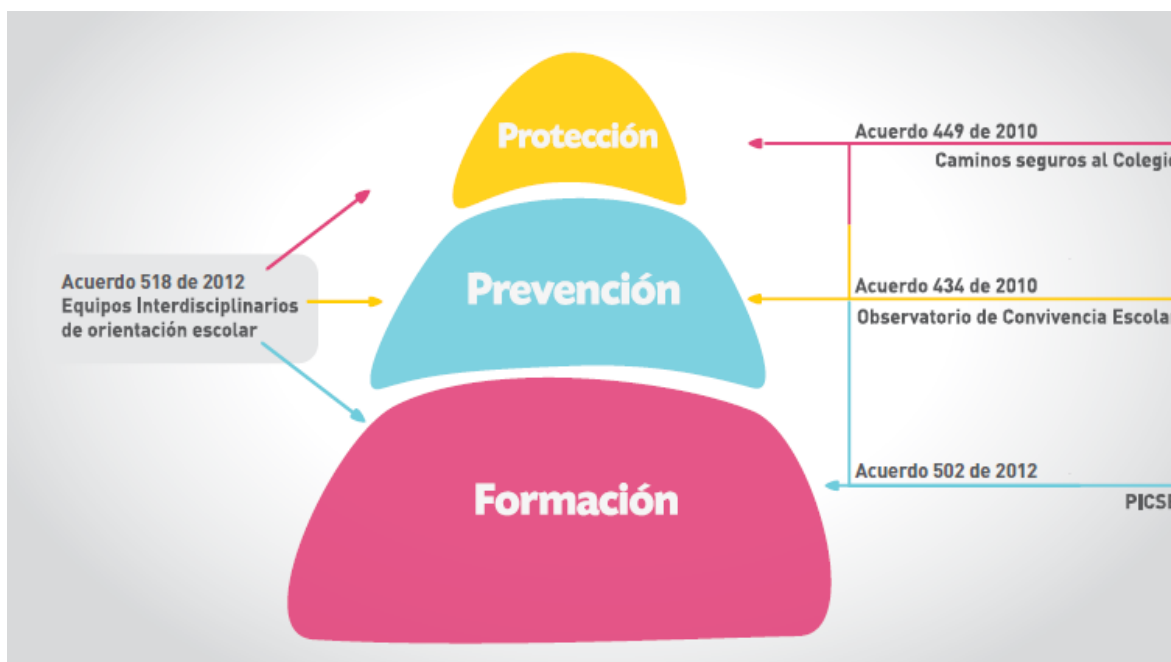 Protección
Acuerdo 449 de 2010
Caminos seguros al Colegio
Acuerdo 518 de 2012
Equipos Interdisciplinarios
de orientación escolar
Prevención
Acuerdo 434 de 2010
Observatorio de Convivencia Escolar
Formación
Acuerdo 502 de 2012